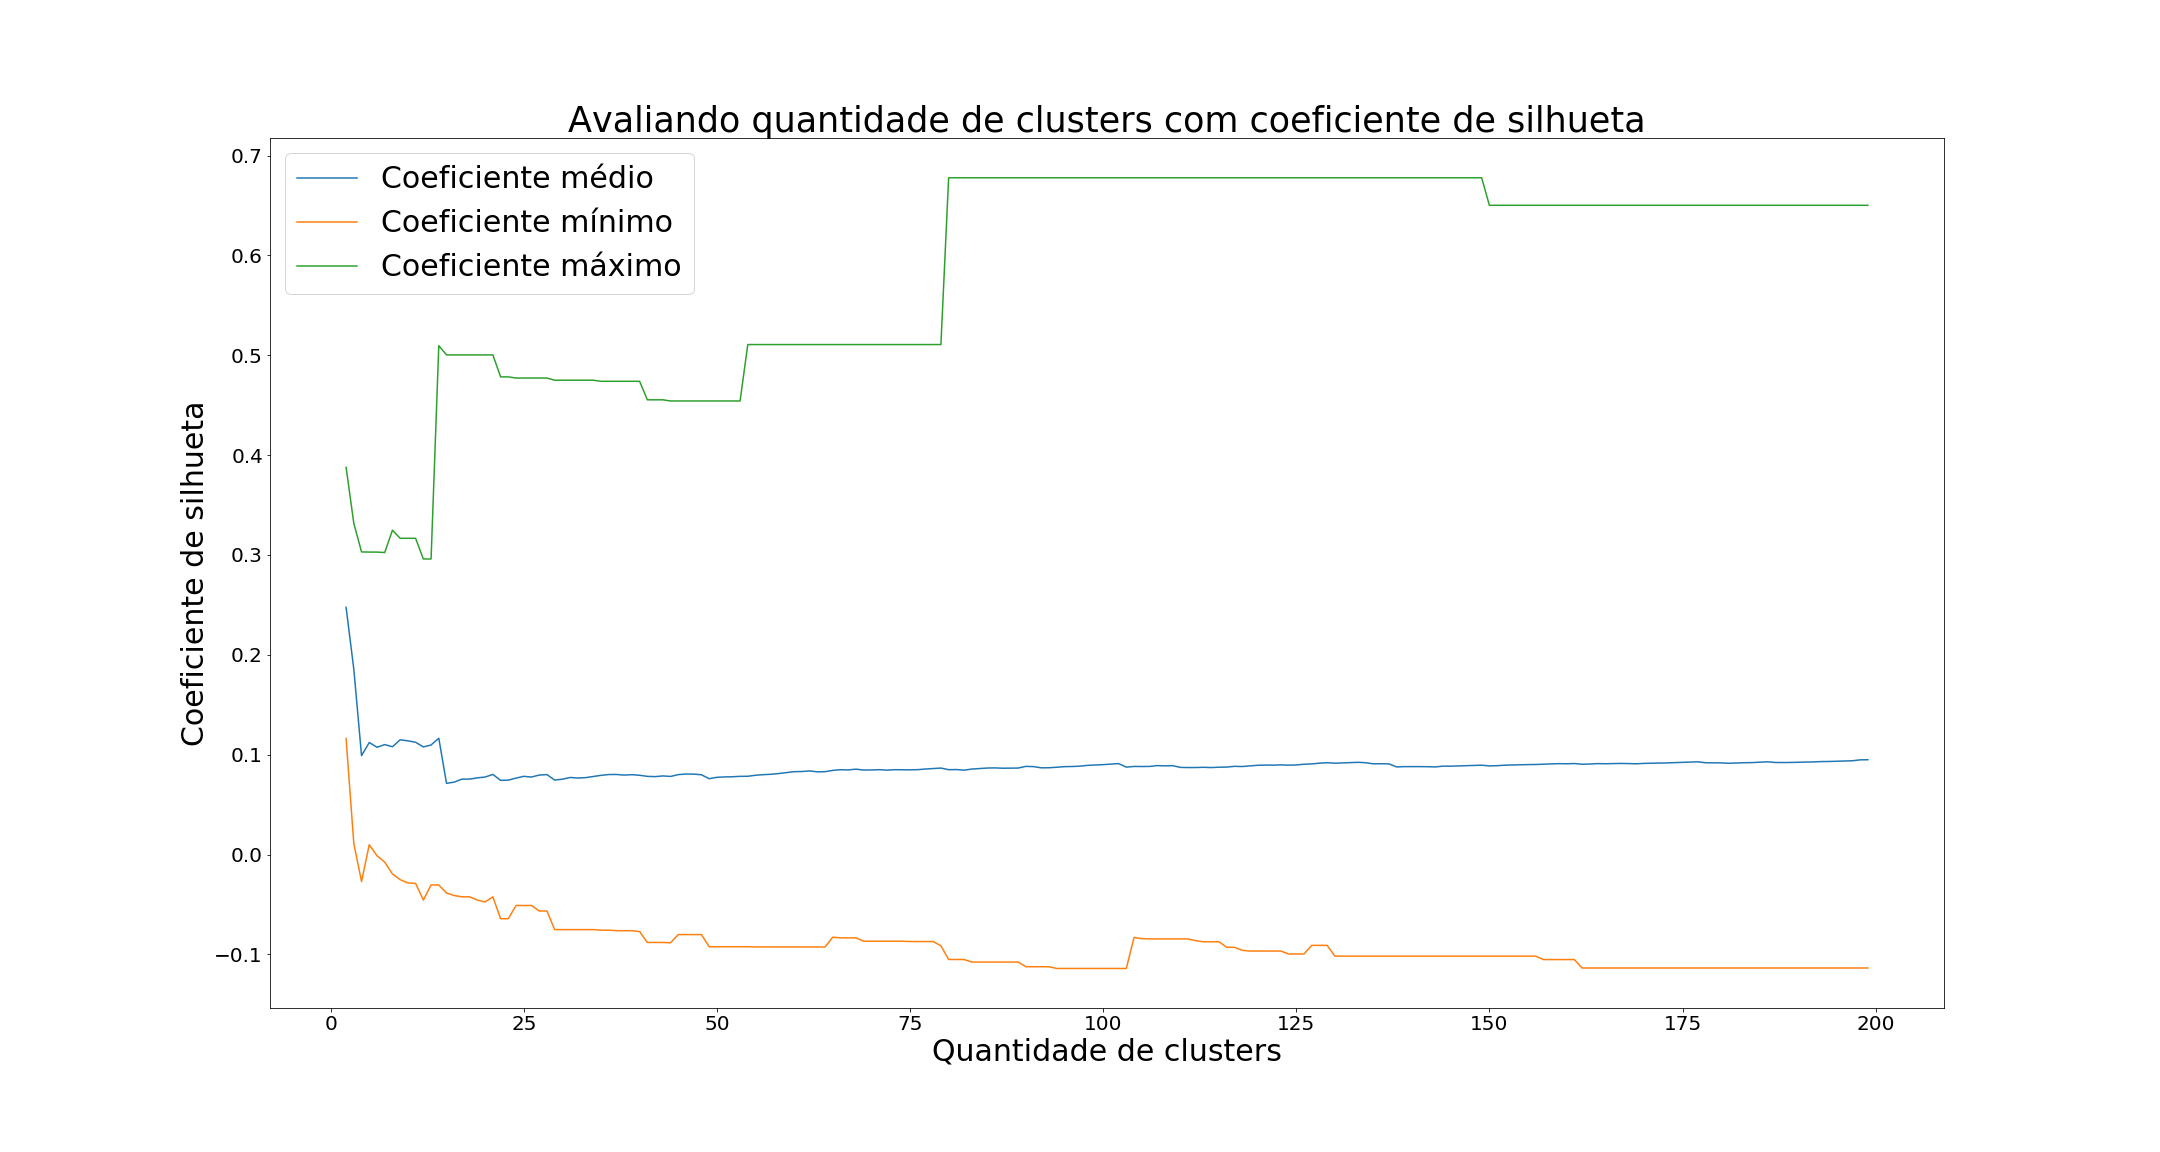 Avaliando quantidade de clusters com coeficiente de silhueta
Coeficiente médio
Coeficiente mínimo
Coeficiente máximo
Coeficiente de silhueta
0.7
0.6
0.5
0.4
0.3
0.2
0.1
0.0
−0.1
0 25 50 75 100 125 150 175 200
Quantidade de clusters